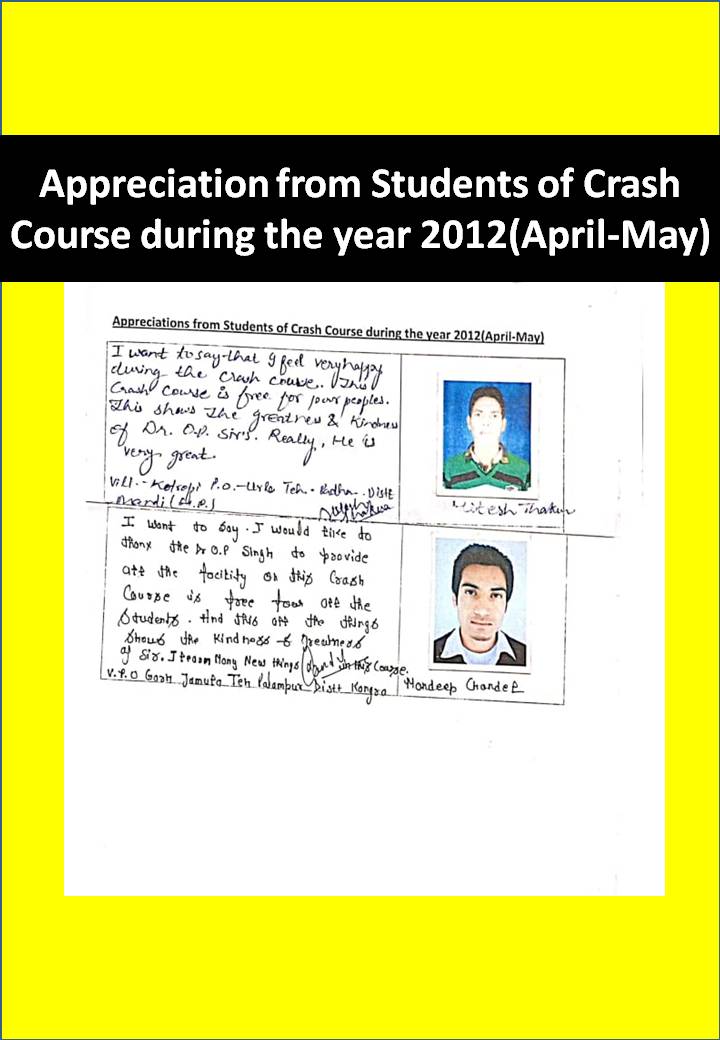 Appreciation from Students of Crash
Course during the year 2012(April-May)
Appreciations from Students of Crash Course during the year 2012(April-May)
I want to say that I feel very happy
during the crash course. This
Crash Course is free for poor peoples.
This shows the greatness & kindness
of Dr. O.P. Sir's. Really, He is
very great.
Vill.- Kotropi P.O.-Urla Teh. Padhar. Distt
Mandi (H.P.)
Mitesh Thakur
I want to say. I would like to
thanx the Dr O.P Singh to provide
all the facility on this Crash
Course is free four all the
Students. And this all the things
shows the kindness & Greatness
of Sir. I learn Many New things in this Course.
V.P.O Garh Jamula Teh Palampur Distt Kangra
Mandeep Chandel